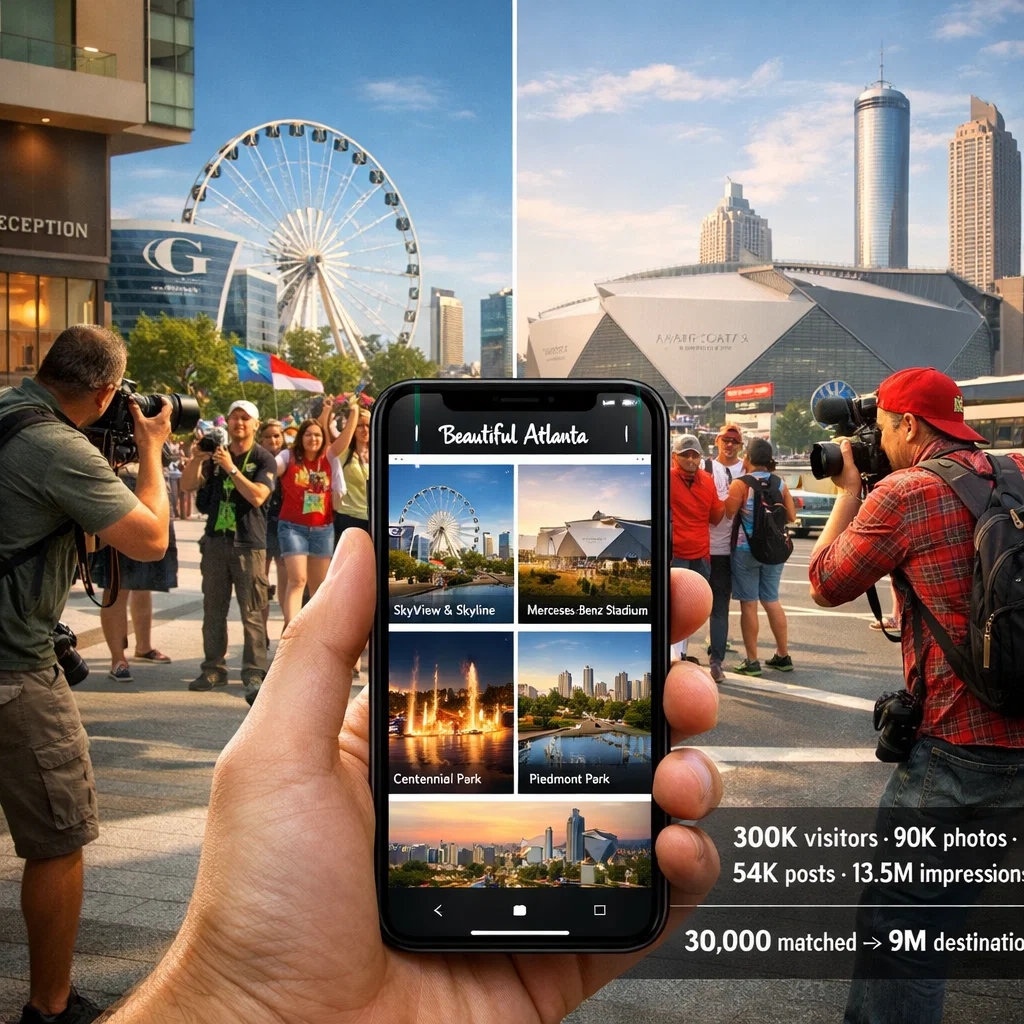 ECEPTION
G
Beautiful Atlanta
SkyView & Skyline
Mercedes-Benz Stadium
Centennial Park
Piedmont Park
300K visitors · 90K photos ·
54K posts · 13.5M impressions
30,000 matched → 9M destinatio